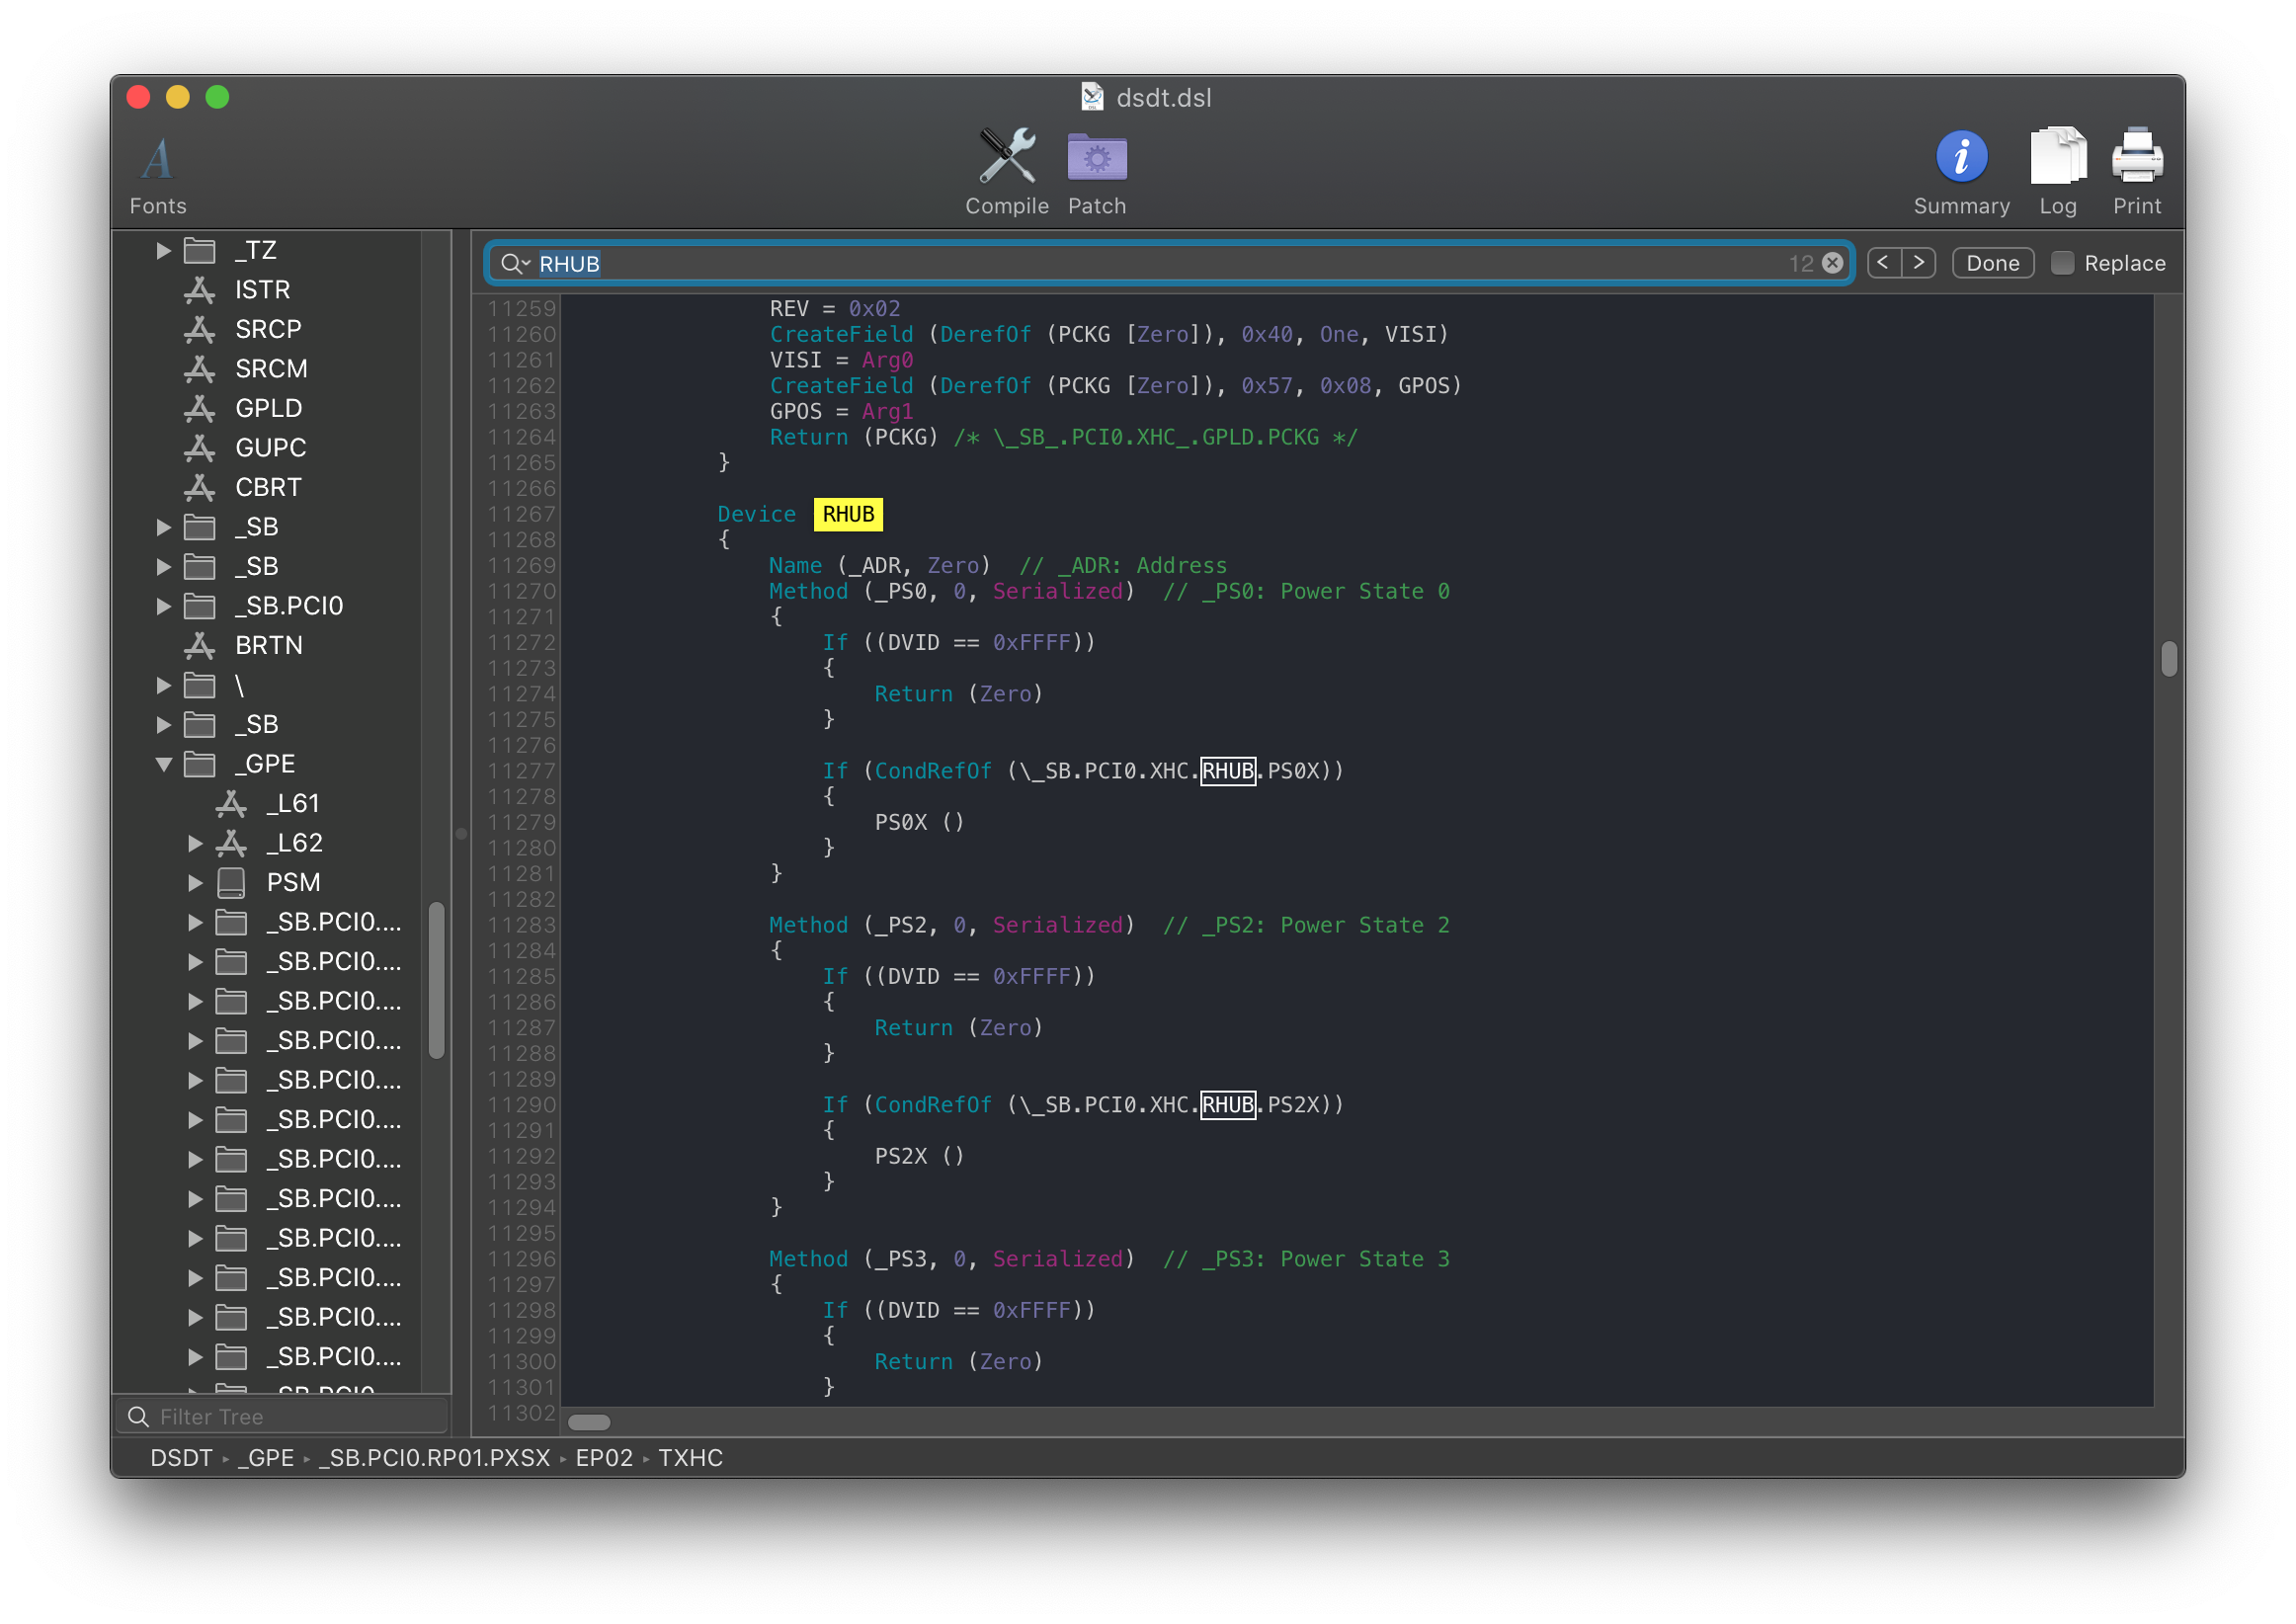 dsdt.dsl
Fonts
Compile
Patch
Summary
Log
Print
_TZ
ISTR
SRCP
SRCM
GPLD
GUPC
CBRT
_SB
_SB
_SB.PCI0
BRTN
\
_SB
_GPE
_L61
_L62
PSM
_SB.PCI0....
_SB.PCI0....
_SB.PCI0....
_SB.PCI0....
_SB.PCI0....
_SB.PCI0....
_SB.PCI0....
_SB.PCI0....
_SB.PCI0....
_SB.PCI0....
_SB.PCI0....
_SB.PCI0....
Filter Tree
RHUB 12 < > Done Replace
11259 REV = 0x02
11260 CreateField (DerefOf (PCKG [Zero]), 0x40, One, VISI)
11261 VISI = Arg0
11262 CreateField (DerefOf (PCKG [Zero]), 0x57, 0x08, GPOS)
11263 GPOS = Arg1
11264 Return (PCKG) /* \_SB_.PCI0.XHC_.GPLD.PCKG */
11265 }
11266
11267 Device RHUB
11268 {
11269 Name (_ADR, Zero) // _ADR: Address
11270 Method (_PS0, 0, Serialized) // _PS0: Power State 0
11271 {
11272 If ((DVID == 0xFFFF))
11273 {
11274 Return (Zero)
11275 }
11276
11277 If (CondRefOf (\_SB.PCI0.XHC.RHUB.PS0X))
11278 {
11279 PS0X ()
11280 }
11281 }
11282
11283 Method (_PS2, 0, Serialized) // _PS2: Power State 2
11284 {
11285 If ((DVID == 0xFFFF))
11286 {
11287 Return (Zero)
11288 }
11289
11290 If (CondRefOf (\_SB.PCI0.XHC.RHUB.PS2X))
11291 {
11292 PS2X ()
11293 }
11294 }
11295
11296 Method (_PS3, 0, Serialized) // _PS3: Power State 3
11297 {
11298 If ((DVID == 0xFFFF))
11299 {
11300 Return (Zero)
11301 }
11302
DSDT ▸ _GPE ▸ _SB.PCI0.RP01.PXSX ▸ EP02 ▸ TXHC